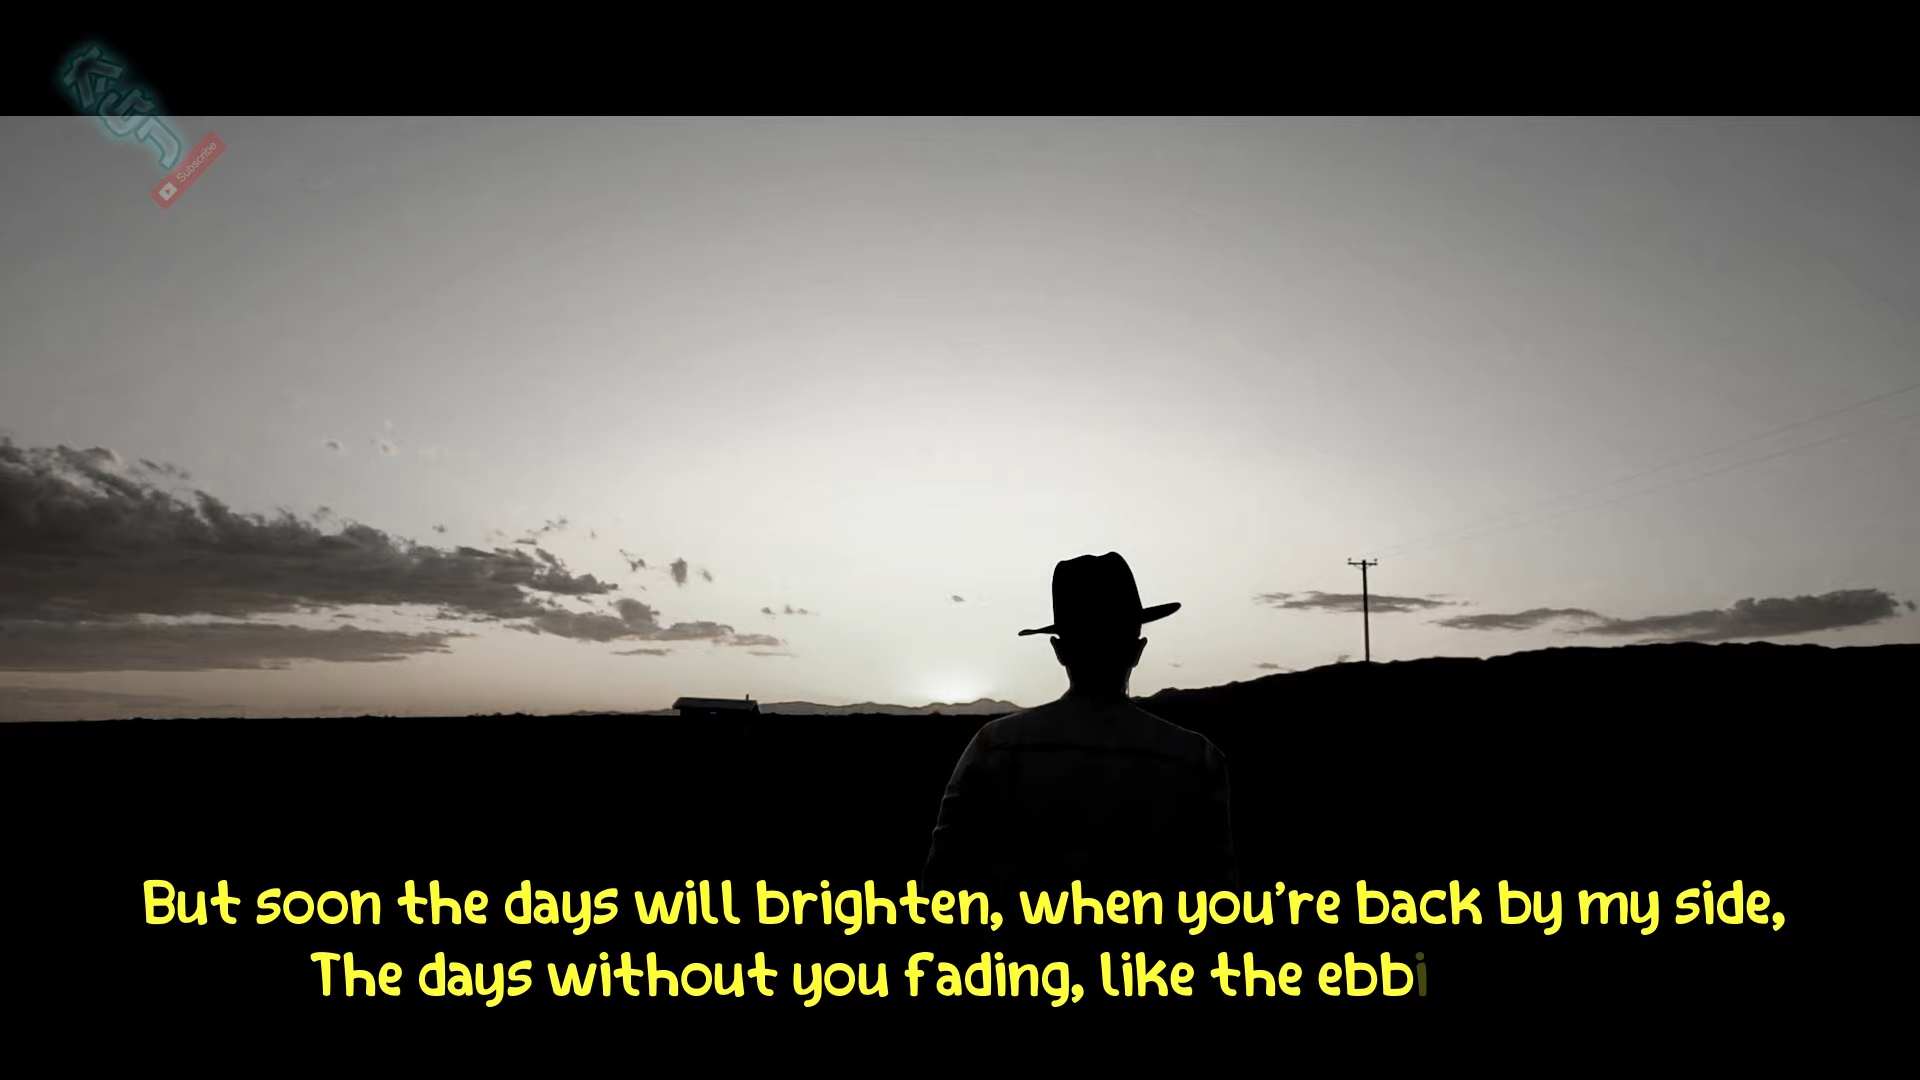 Subscribe
But soon the days will brighten, when you're back by my side,
The days without you fading, like the ebbi